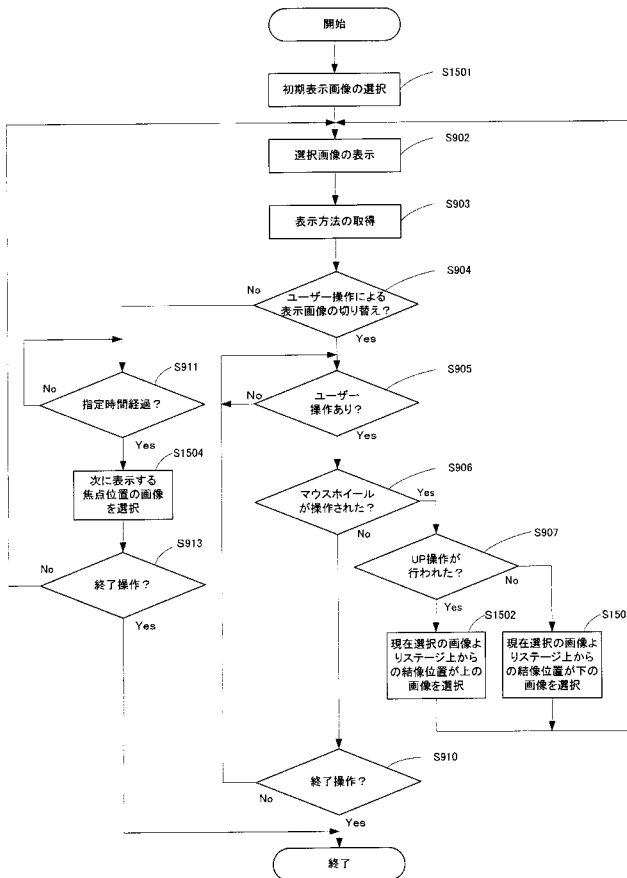 開始
S1501
初期表示画像の選択
S902
選択画像の表示
S903
表示方法の取得
S904
No
ユーザー操作による
表示画像の切り替え?
Yes
S911
No
指定時間経過?
Yes
S905
No
ユーザー
操作あり?
Yes
S1504
次に表示する
焦点位置の画像
を選択
S906
マウスホイール
が操作された?
Yes
No
S913
No
終了操作?
Yes
S907
UP操作が
行われた?
No
Yes
S1502
現在選択の画像よ
りステージ上から
の結像位置が上の
画像を選択
S150
現在選択の画像よ
りステージ上から
の結像位置が下の
画像を選択
S910
終了操作?
No
Yes
終了